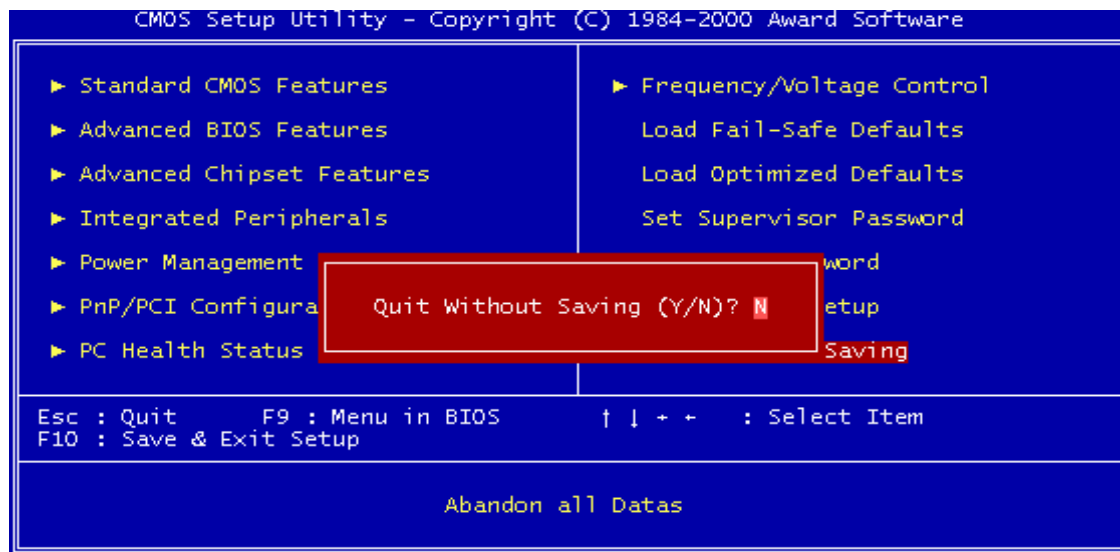 CMOS Setup Utility - Copyright (C) 1984-2000 Award Software
► Standard CMOS Features
► Advanced BIOS Features
► Advanced Chipset Features
► Integrated Peripherals
► Power Management
► PnP/PCI Configura
► PC Health Status
► Frequency/Voltage Control
Load Fail-Safe Defaults
Load Optimized Defaults
Set Supervisor Password
word
etup
Saving
Quit Without Saving (Y/N)? N
Esc : Quit F9 : Menu in BIOS ↑ ↓ → ← : Select Item
F10 : Save & Exit Setup
Abandon all Datas